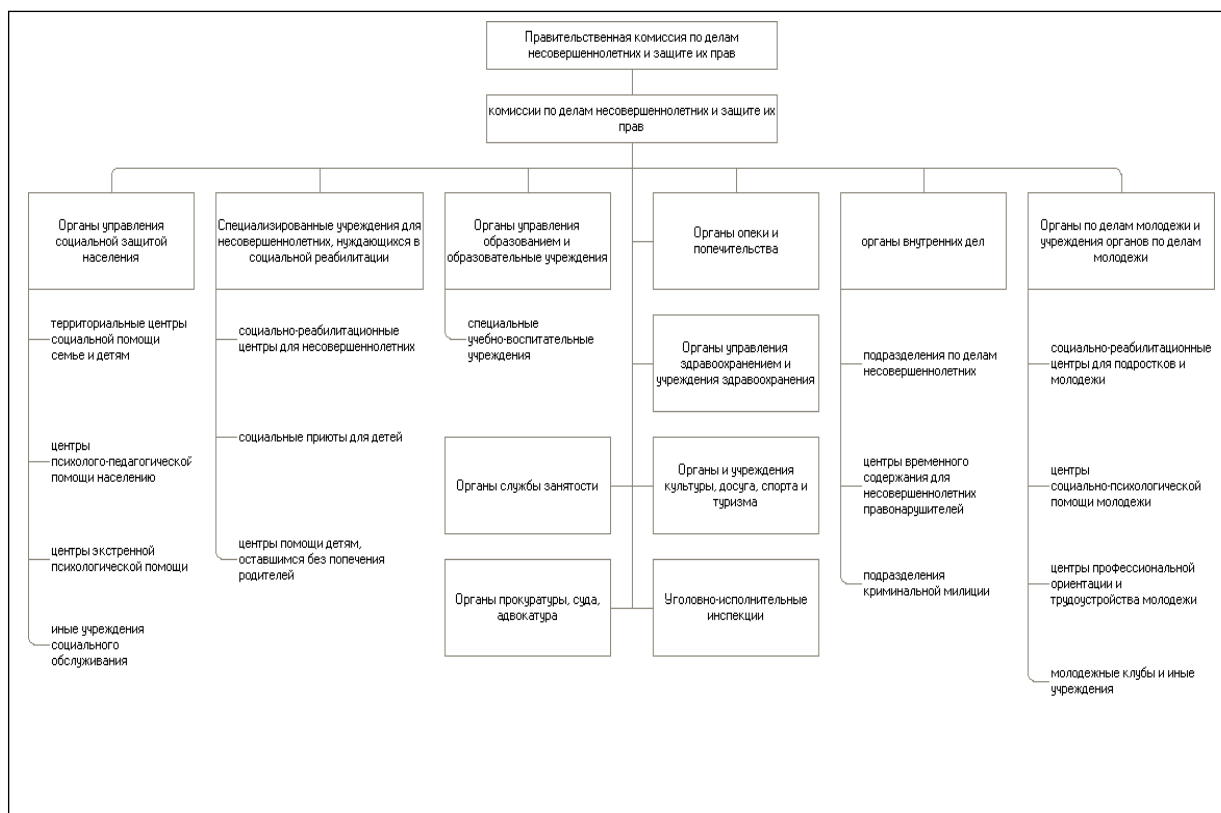 Правительственная комиссия по делам
несовершеннолетних и защите их прав
комиссии по делам несовершеннолетних и защите их
прав
Органы управления
социальной защитой
населения
территориальные центры
социальной помощи
семье и детям
центры
психолого-педагогической
помощи населению
центры экстренной
психологической помощи
иные учреждения
социального
обслуживания
Специализированные учреждения для
несовершеннолетних, нуждающихся в
социальной реабилитации
социально-реабилитационные
центры для несовершеннолетних
социальные приюты для детей
центры помощи детям,
оставшимся без попечения
родителей
Органы управления
образованием и
образовательные учреждения
специальные
учебно-воспитательные
учреждения
Органы службы занятости
Органы прокуратуры, суда,
адвокатура
Органы опеки и
попечительства
Органы управления
здравоохранением и
учреждения здравоохранения
Органы и учреждения
культуры, досуга, спорта и
туризма
Уголовно-исполнительные
инспекции
органы внутренних дел
подразделения по делам
несовершеннолетних
центры временного
содержания для
несовершеннолетних
правонарушителей
подразделения
криминальной милиции
Органы по делам молодежи и
учреждения органов по делам
молодежи
социально-реабилитационные
центры для подростков и
молодежи
центры
социально-психологической
помощи молодежи
центры профессиональной
ориентации и
трудоустройства молодежи
молодежные клубы и иные
учреждения